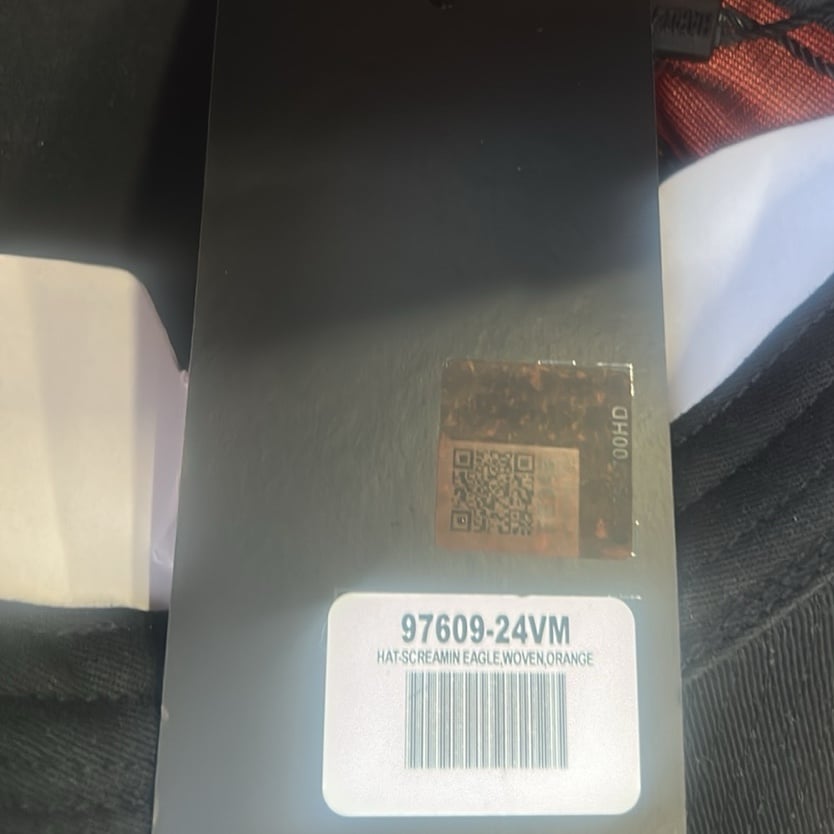 00HD
97609-24VM
HAT-SCREAMIN EAGLE,WOVEN,ORANGE